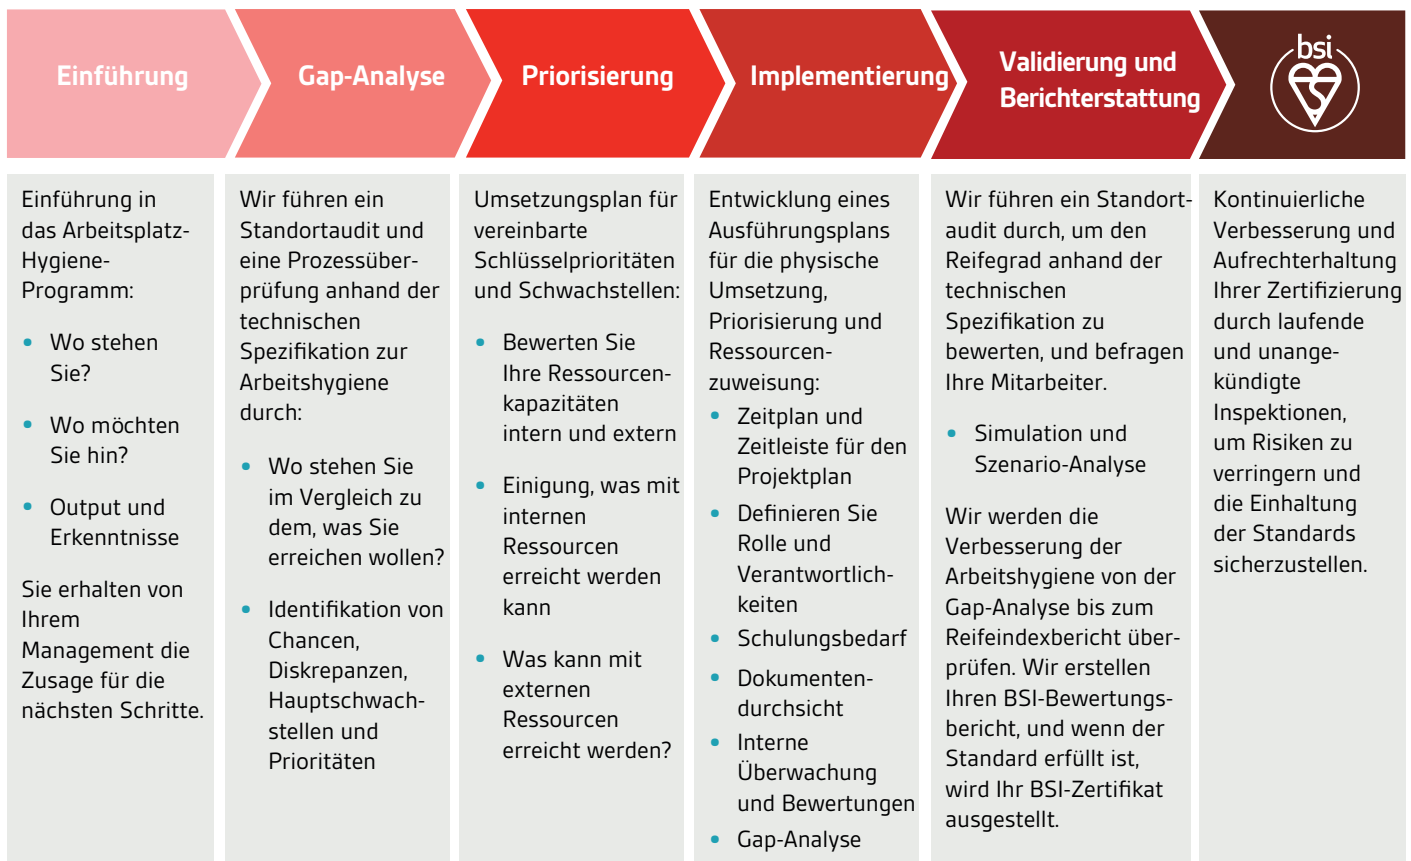 Einführung
Gap-Analyse
Priorisierung
Implementierung
Validierung und
Berichterstattung
bsi
Einführung in
das Arbeitsplatz-
Hygiene-
Programm:
• Wo stehen
Sie?
• Wo möchten
Sie hin?
• Output und
Erkenntnisse
Sie erhalten von
Ihrem
Management die
Zusage für die
nächsten Schritte.
Wir führen ein
Standortaudit und
eine Prozessüber-
prüfung anhand der
technischen
Spezifikation zur
Arbeitshygiene
durch:
• Wo stehen Sie
im Vergleich zu
dem, was Sie
erreichen wollen?
• Identifikation von
Chancen,
Diskrepanzen,
Hauptschwach-
stellen und
Prioritäten
Umsetzungsplan für
vereinbarte
Schlüsselprioritäten
und Schwachstellen:
• Bewerten Sie
Ihre Ressourcen-
kapazitäten
intern und extern
• Einigung, was mit
internen
Ressourcen
erreicht werden
kann
• Was kann mit
externen
Ressourcen
erreicht werden?
Entwicklung eines
Ausführungsplans
für die physische
Umsetzung,
Priorisierung und
Ressourcen-
zuweisung:
• Zeitplan und
Zeitleiste für den
Projektplan
• Definieren Sie
Rolle und
Verantwortlich-
keiten
• Schulungsbedarf
• Dokumenten-
durchsicht
• Interne
Überwachung
und Bewertungen
• Gap-Analyse
Wir führen ein Standort-
audit durch, um den
Reifegrad anhand der
technischen
Spezifikation zu
bewerten, und befragen
Ihre Mitarbeiter.
• Simulation und
Szenario-Analyse
Wir werden die
Verbesserung der
Arbeitshygiene von der
Gap-Analyse bis zum
Reifeindexbericht über-
prüfen. Wir erstellen
Ihren BSI-Bewertungs-
bericht, und wenn der
Standard erfüllt ist,
wird Ihr BSI-Zertifikat
ausgestellt.
Kontinuierliche
Verbesserung und
Aufrechterhaltung
Ihrer Zertifizierung
durch laufende
und unange-
kündigte
Inspektionen,
um Risiken zu
verringern und
die Einhaltung
der Standards
sicherzustellen.